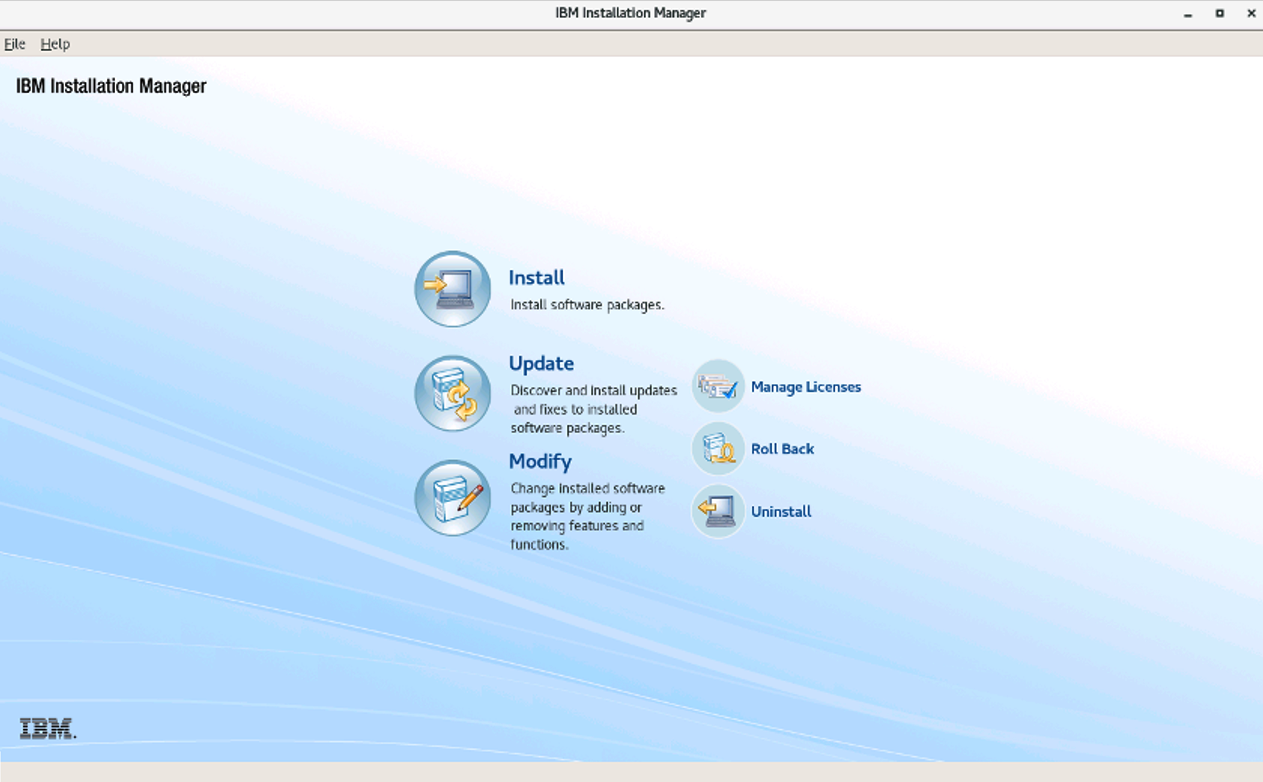 IBM Installation Manager
File Help
IBM Installation Manager
Install
Install software packages.
Update
Discover and install updates
and fixes to installed
software packages.
Modify
Change installed software
packages by adding or
removing features and
functions.
Manage Licenses
Roll Back
Uninstall
IBM.